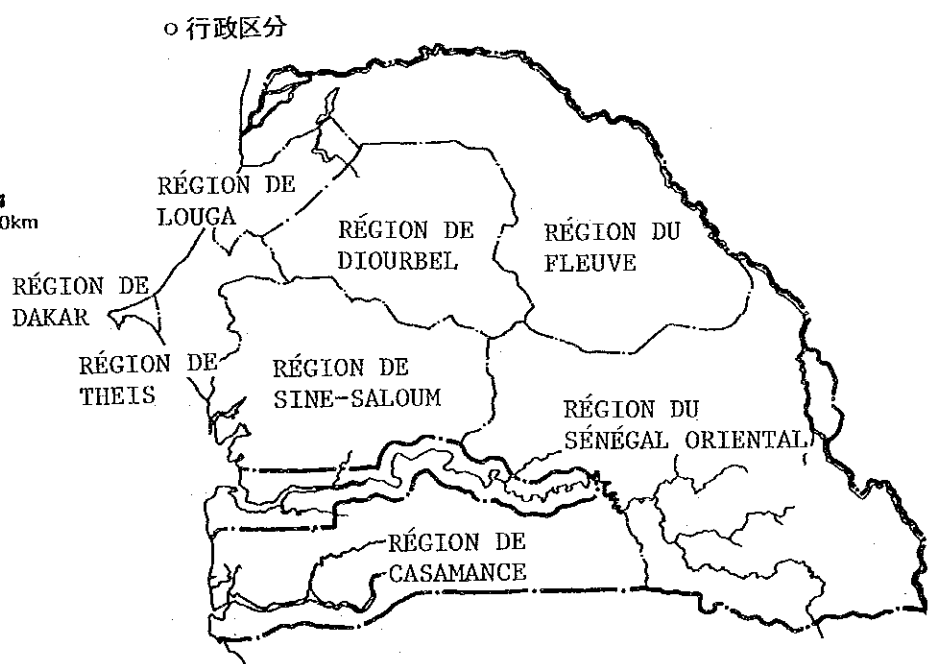 ○ 行政区分
0km
RÉGION DE
LOUGA
RÉGION DE
DIOURBEL
RÉGION DU
FLEUVE
RÉGION DE
DAKAR
RÉGION DE
THEIS
RÉGION DE
SINE-SALOUM
RÉGION DU
SÉNÉGAL ORIENTAL
RÉGION DE
CASAMANCE